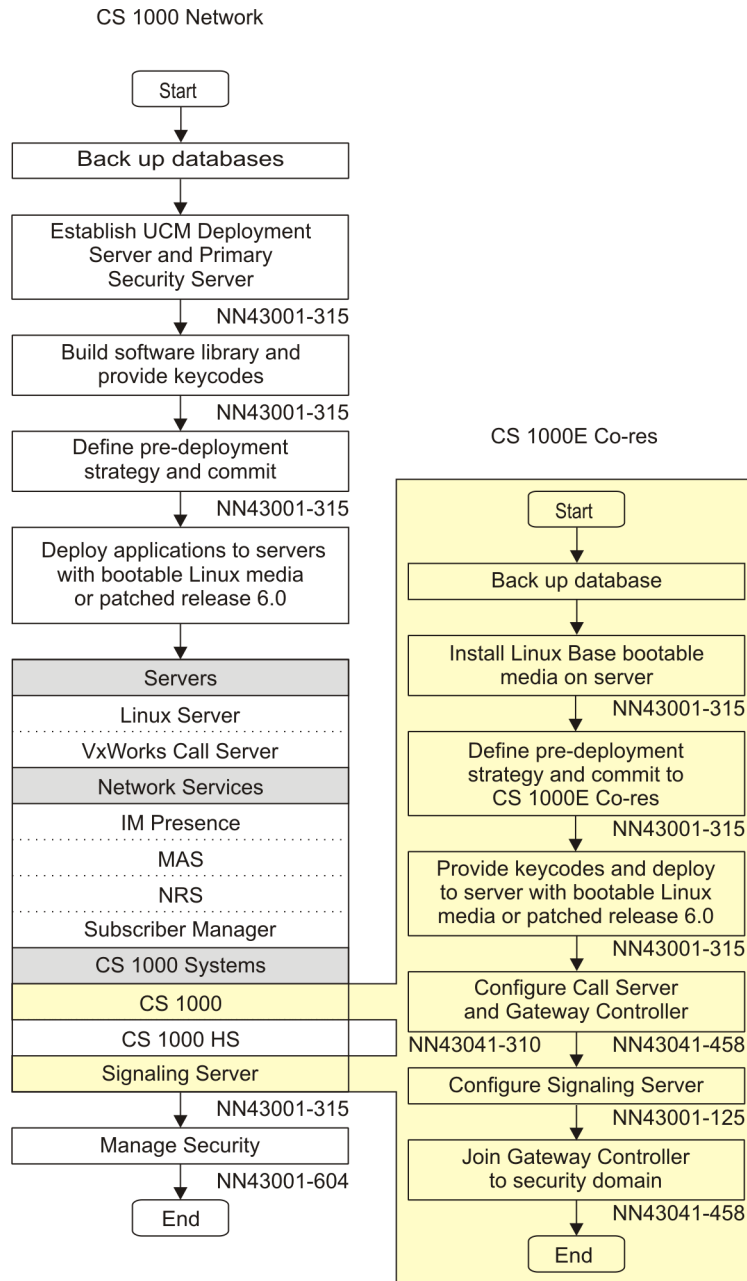 CS 1000 Network
Start
Back up databases
Establish UCM Deployment
Server and Primary
Security Server
NN43001-315
Build software library and
provide keycodes
NN43001-315
Define pre-deployment
strategy and commit
NN43001-315
Deploy applications to servers
with bootable Linux media
or patched release 6.0
Servers
Linux Server
VxWorks Call Server
Network Services
IM Presence
MAS
NRS
Subscriber Manager
CS 1000 Systems
CS 1000
CS 1000 HS
Signaling Server
NN43001-315
Manage Security
NN43001-604
End
CS 1000E Co-res
Start
Back up database
Install Linux Base bootable
media on server
NN43001-315
Define pre-deployment
strategy and commit to
CS 1000E Co-res
NN43001-315
Provide keycodes and deploy
to server with bootable Linux
media or patched release 6.0
NN43001-315
Configure Call Server
and Gateway Controller
NN43041-310 NN43041-458
Configure Signaling Server
NN43001-125
Join Gateway Controller
to security domain
NN43041-458
End